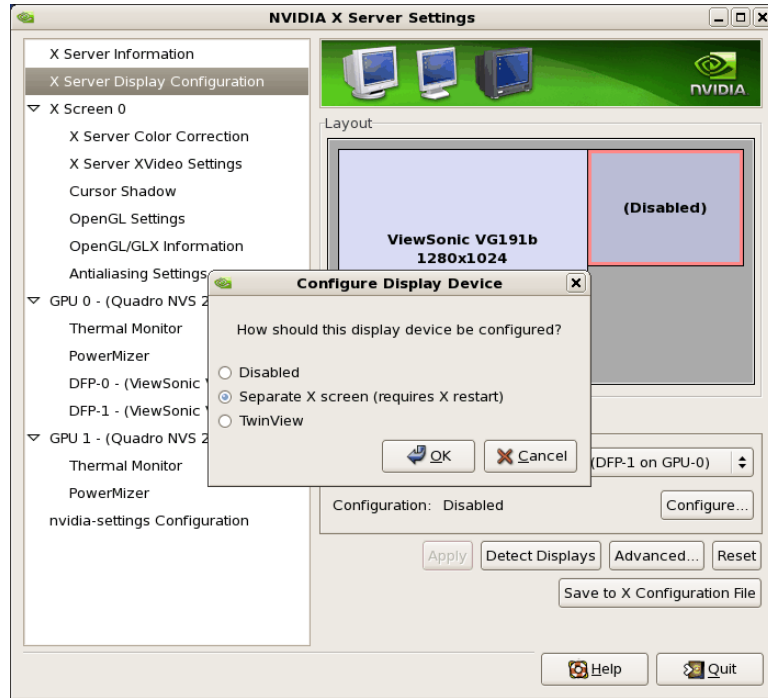 NVIDIA X Server Settings
X Server Information
X Server Display Configuration
X Screen 0
X Server Color Correction
X Server XVideo Settings
Cursor Shadow
OpenGL Settings
OpenGL/GLX Information
Antialiasing Settings
GPU 0 - (Quadro NVS 2
Thermal Monitor
PowerMizer
DFP-0 - (ViewSonic
DFP-1 - (ViewSonic
GPU 1 - (Quadro NVS 2
Thermal Monitor
PowerMizer
nvidia-settings Configuration
NVIDIA.
Layout
ViewSonic VG191b
1280x1024
(Disabled)
Configure Display Device
How should this display device be configured?
Disabled
Separate X screen (requires X restart)
TwinView
OK
Cancel
(DFP-1 on GPU-0)
Configuration: Disabled
Configure...
Apply
Detect Displays
Advanced...
Reset
Save to X Configuration File
Help
Quit